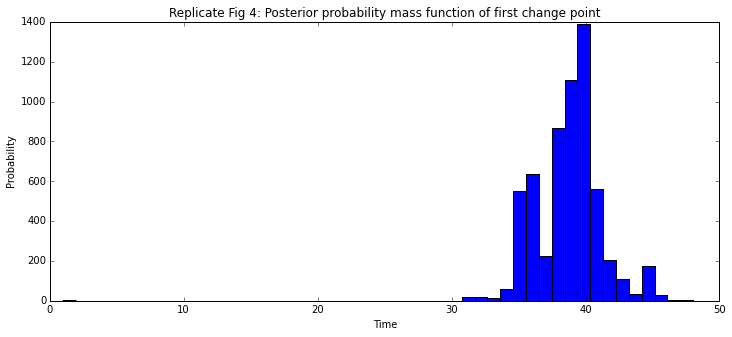 Replicate Fig 4: Posterior probability mass function of first change point
1400
1200
1000
800
600
400
200
0
Probability
0 10 20 30 40 50
Time